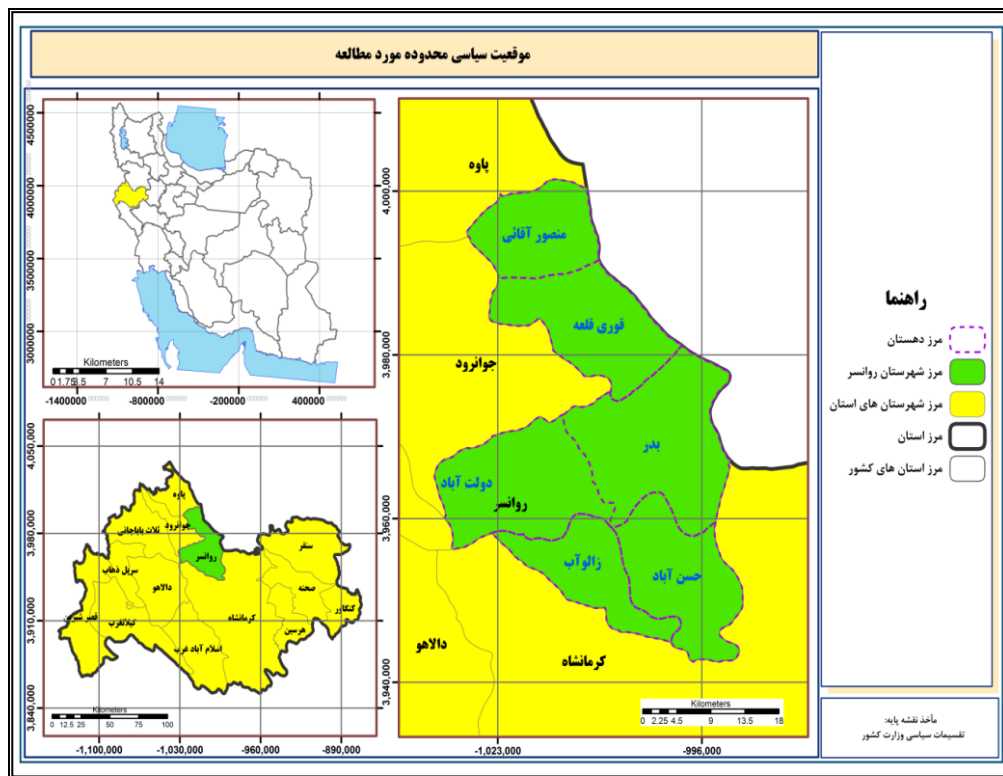 موقعیت سیاسی محدوده مورد مطالعه
راهنما
مرز دهستان
مرز شهرستان روانسر
مرز شهرستان های استان
مرز استان
مرز استان های کشور
مأخذ نقشه پایه:
تقسیمات سیاسی وزارت کشور
پاوه
منصور آقائی
قوری قلعه
جوانرود
بدر
دولت آباد
روانسر
زالوآب
حسن آباد
دالاهو
کرمانشاه
4,000,000
3,980,000
3,960,000
3,940,000
-1,023,000
-996,000
Kilometers
0 2.25 4.5 9 13.5 18
4500000
4000000
3500000
3000000
-1400000
-800000
-200000
400000
Kilometers
0 1.75 3.5 7 10.5 14
پاوه
جوانرود
ثلاث باباجانی
روانسر
سنقر
سرپل ذهاب
دالاهو
صحنه
کنگاور
قصر شیرین
گیلانغرب
کرمانشاه
هرسین
اسلام آباد غرب
4,050,000
3,980,000
3,910,000
3,840,000
-1,100,000
-1,030,000
-960,000
-890,000
Kilometers
0 12.5 25 50 75 100